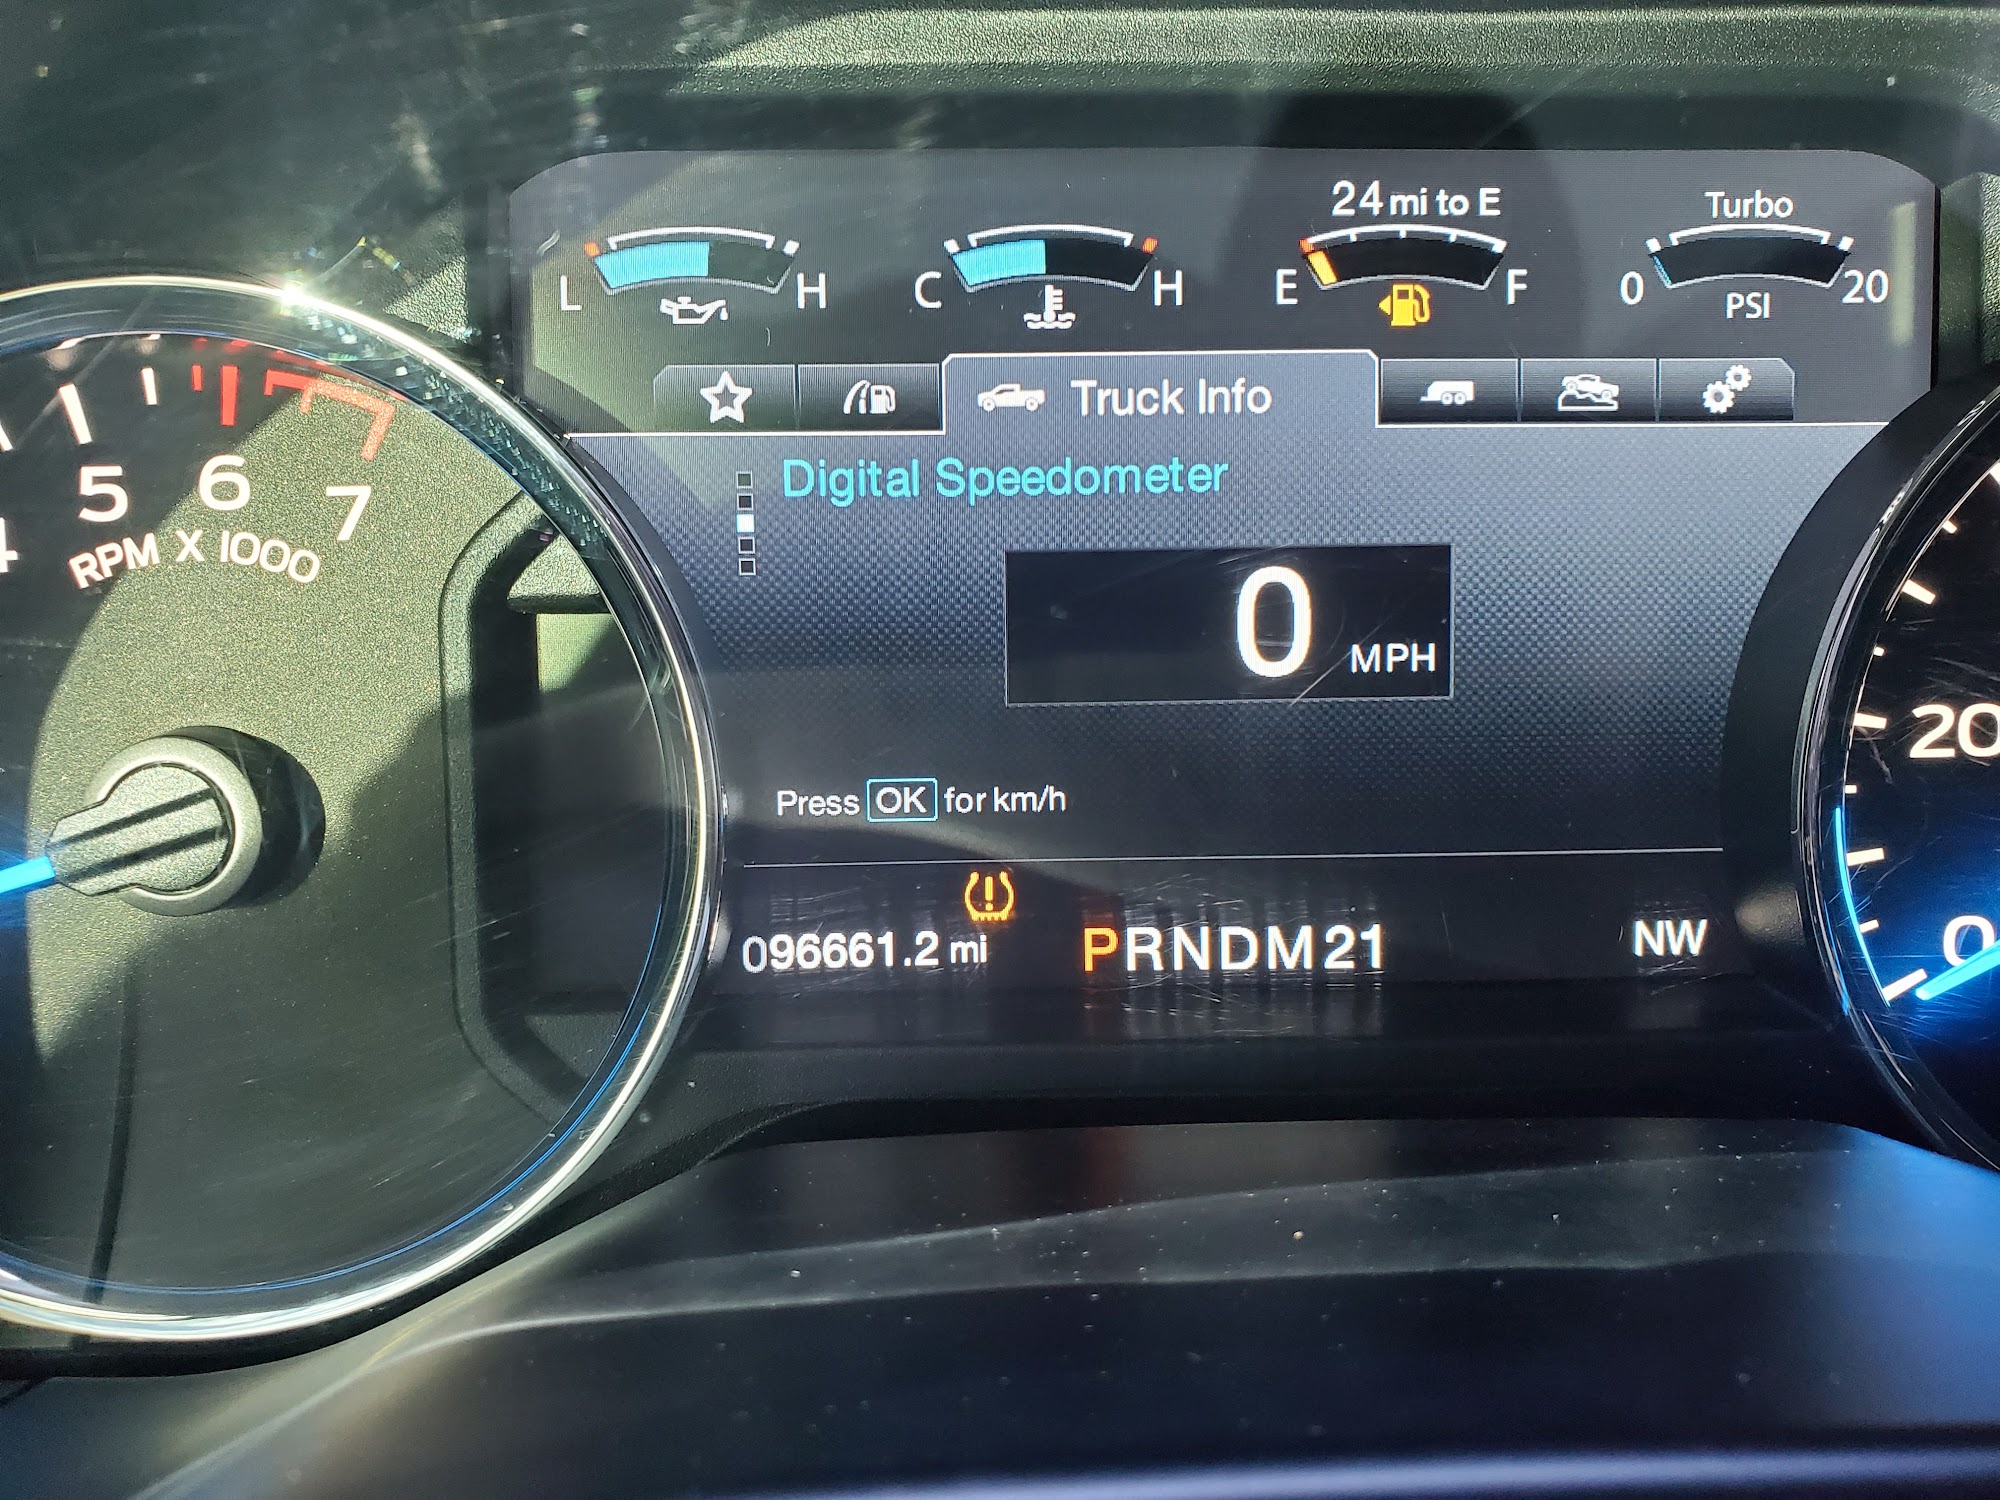 24 mi to E
Turbo
L H
C H
E F
0 20
PSI
Truck Info
Digital Speedometer
0 MPH
Press OK for km/h
096661.2 mi
PRNDM21
NW
5 6 7
RPM X 1000
20
0